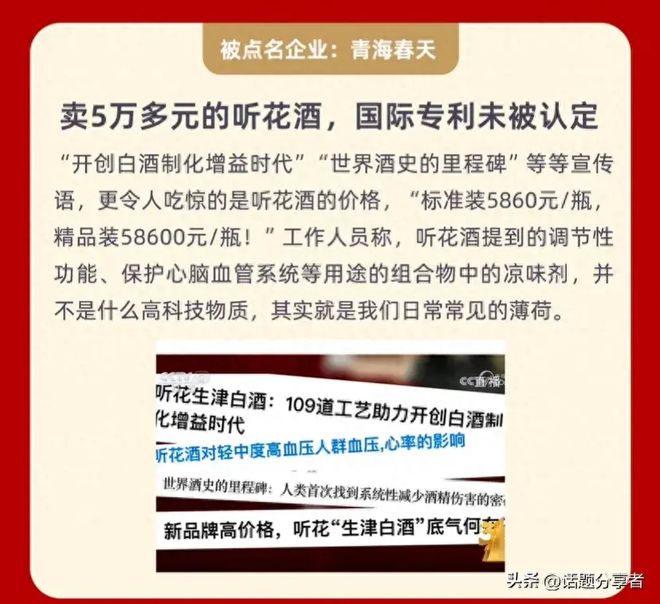 被点名企业：青海春天
卖5万多元的听花酒，国际专利未被认定
“开创白酒制化增益时代”“世界酒史的里程碑”等等宣传
语，更令人吃惊的是听花酒的价格，“标准装5860元/瓶，
精品装58600元/瓶！”工作人员称，听花酒提到的调节性
功能、保护心脑血管系统等用途的组合物中的凉味剂，并
不是什么高科技物质，其实就是我们日常常见的薄荷。
CCTV
CC直播
听花生津白酒：109道工艺助力开创白酒制
化增益时代
听花酒对轻中度高血压人群血压,心率的影响
世界酒史的里程碑：人类首次找到系统性减少酒精伤害的密
新品牌高价格，听花“生津白酒”底气何
头条 @话题分享者